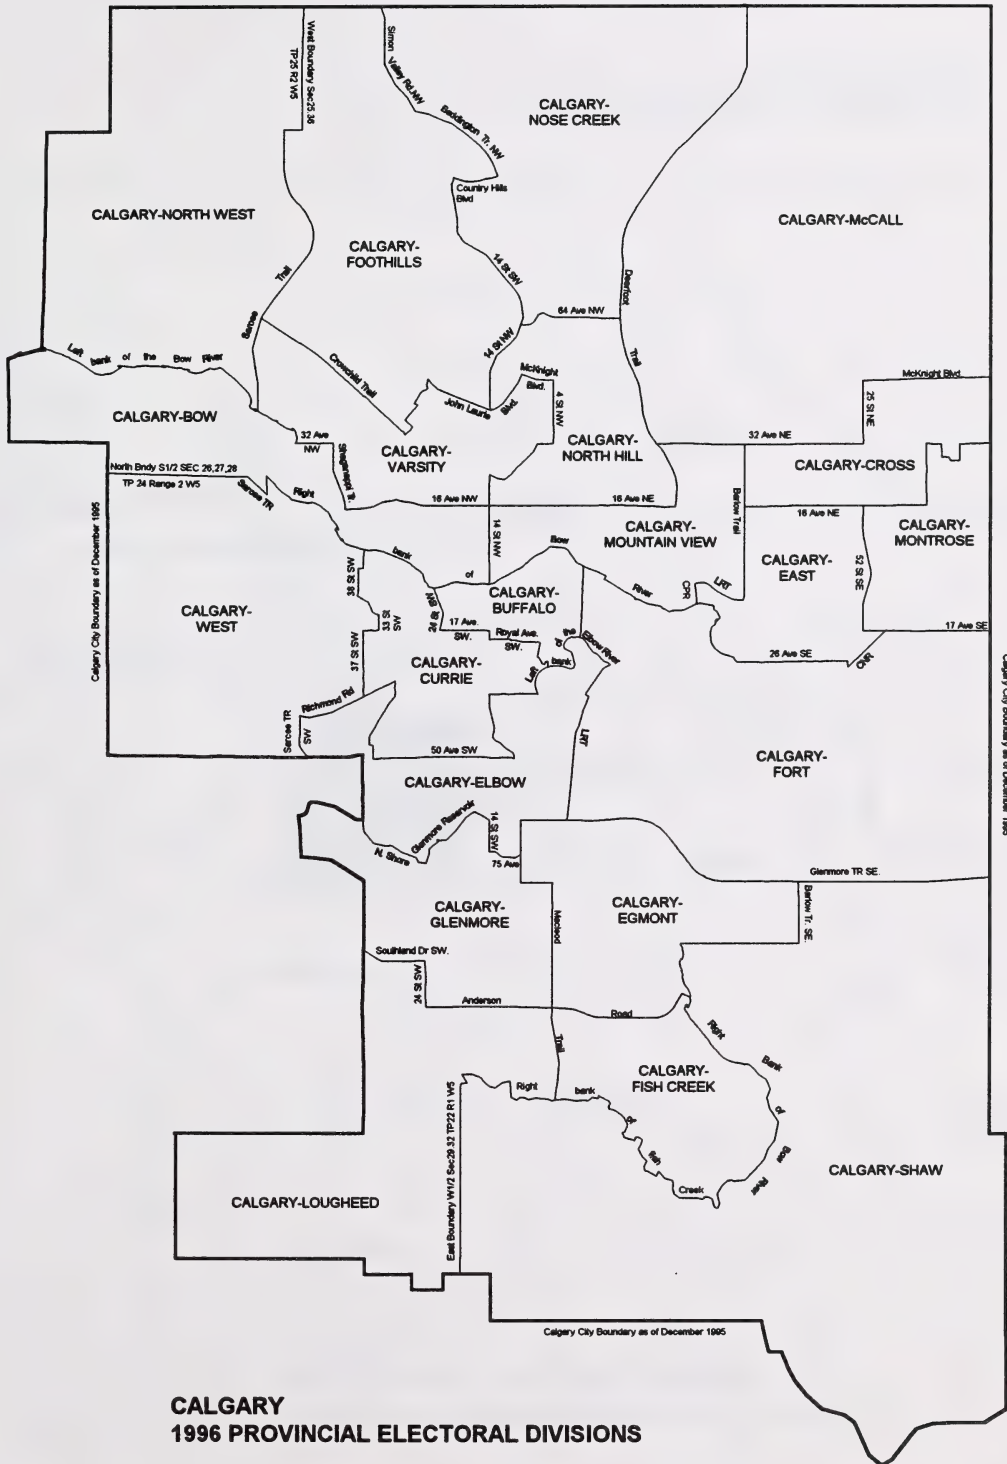 West Boundary Sec25 36
TP25 R2 W5
Simon
Valley Rd.NW
Beddington Tr. NW
CALGARY-
NOSE CREEK
Country Hills
Blvd
CALGARY-NORTH WEST
CALGARY-
FOOTHILLS
CALGARY-McCALL
14 St SW
Deerfoot
Trail
Trail
Sarcee
64 Ave NW
14 St NW
Left bank of the Bow River
Crowchild Trail
McKnight
Blvd.
John Laurie Blvd.
4 St NW
McKnight Blvd.
25 St NE
CALGARY-BOW
32 Ave
NW
Shaganappi Tr.
CALGARY-
VARSITY
CALGARY-
NORTH HILL
32 Ave NE
CALGARY-CROSS
North Bndy S1/2 SEC 26,27,28
TP 24 Range 2 W5
Sarcee TR
Right
bank
of
Bow
River
16 Ave NW
16 Ave NE
16 Ave NE
Barlow Trail
14 St NW
CALGARY-
MOUNTAIN VIEW
CALGARY-
MONTROSE
CALGARY-
EAST
52 St SE
LRT
CPR
Calgary City Boundary as of December 1995
CALGARY-
WEST
38 St SW
33 St
SW
37 St SW
24 St SW
17 Ave.
SW.
CALGARY-
BUFFALO
Royal Ave.
SW.
Left
bank
of
the
Elbow River
17 Ave SE
26 Ave SE
CNR
CALGARY-
CURRIE
Richmond Rd
Sarcee TR
SW
50 Ave SW
LRT
CALGARY-
FORT
Calgary City Boundary as of December 1995
CALGARY-ELBOW
N. Shore Glenmore Reservoir
14 St SW
75 Ave
Glenmore TR SE.
Barlow Tr. SE.
CALGARY-
GLENMORE
CALGARY-
EGMONT
Macleod
Trail
Southland Dr SW.
24 St SW
Anderson
Road
Right
Bank
of
Bow
River
CALGARY-
FISH CREEK
Right
bank
of
fish
Creek
East Boundary W1/2 Sec29 32 TP22 R1 W5
CALGARY-SHAW
CALGARY-LOUGHEED
Calgary City Boundary as of December 1995
CALGARY
1996 PROVINCIAL ELECTORAL DIVISIONS